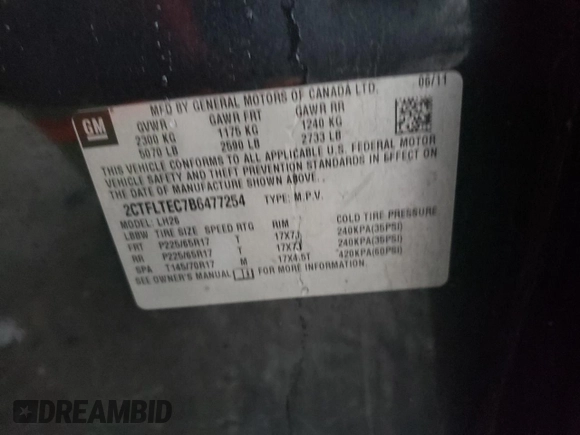 GM
MFD BY GENERAL MOTORS OF CANADA LTD.
06/11
GVWR GAWR FRT GAWR RR
2300 KG 1175 KG 1240 KG
5070 LB 2590 LB 2733 LB
THIS VEHICLE CONFORMS TO ALL APPLICABLE U.S. FEDERAL MOTOR
VEHICLE SAFETY AND THEFT PREVENTION STANDARDS IN EFFECT ON
THE DATE OF MANUFACTURE SHOWN ABOVE.
2CTFLTEC7B6477254 TYPE: M.P.V.
MODEL: LH26
LBBW TIRE SIZE SPEED RTG RIM COLD TIRE PRESSURE
FRT P225/65R17 T 17X7J 240KPA(35PSI)
RR P225/65R17 T 17X7J 240KPA(35PSI)
SPA T145/70R17 M 17X4.5T 420KPA(60PSI)
SEE OWNER'S MANUAL FOR MORE INFORMATION.
DREAMBID